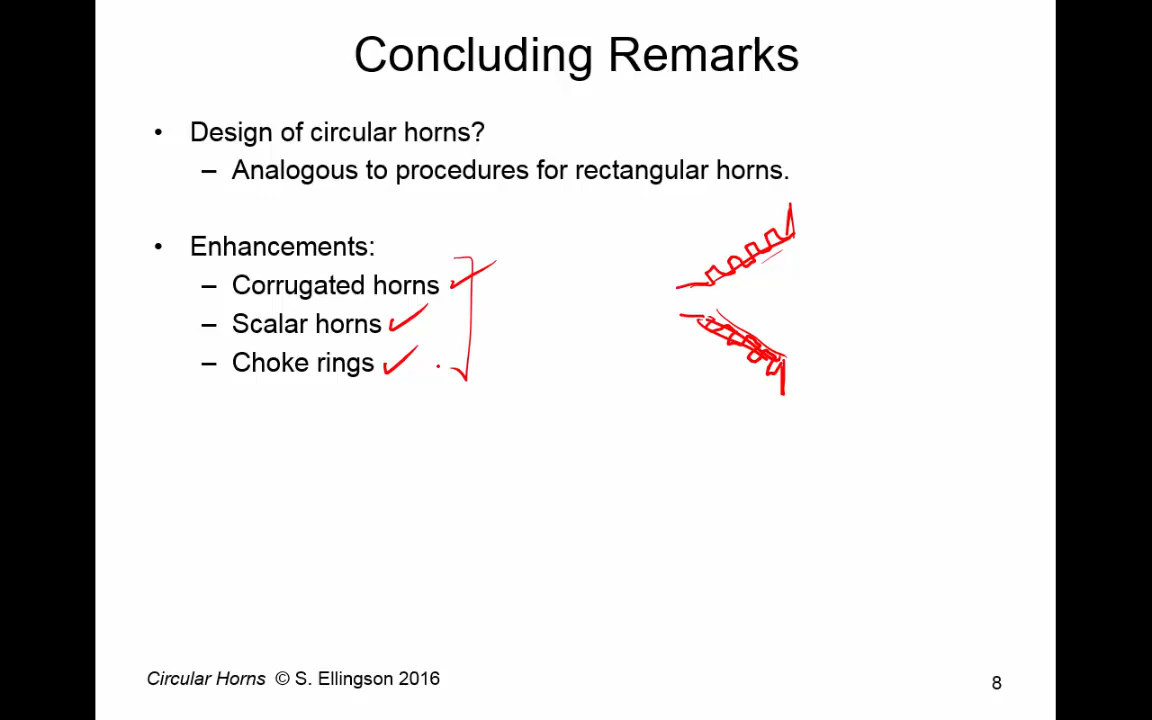 Concluding Remarks
• Design of circular horns?
– Analogous to procedures for rectangular horns.
• Enhancements:
– Corrugated horns
– Scalar horns
– Choke rings
Circular Horns © S. Ellingson 2016
8